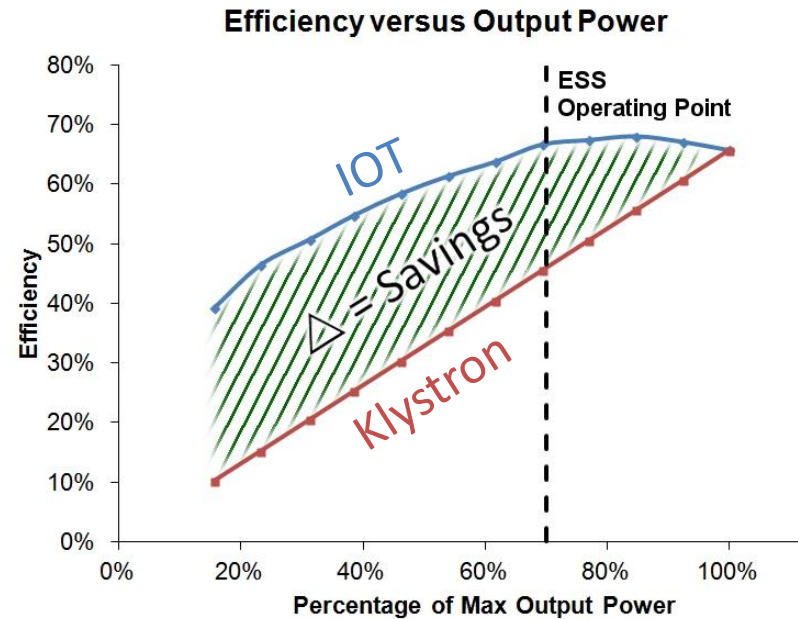 Efficiency versus Output Power
80%
70%
60%
50%
40%
30%
20%
10%
0%
Efficiency
IOT
ESS
Operating Point
△ = Savings
Klystron
0%
20%
40%
60%
80%
100%
Percentage of Max Output Power